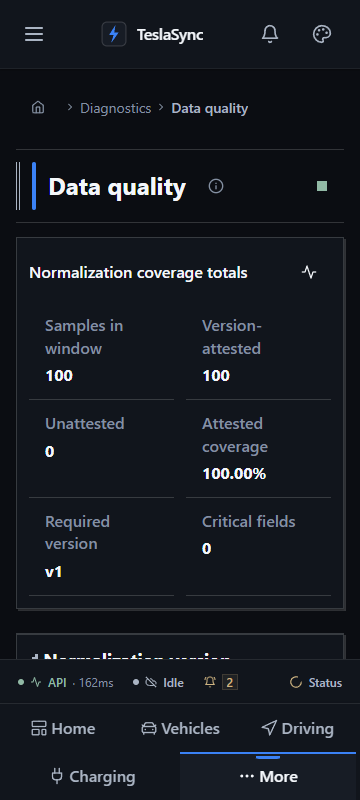 TeslaSync
Diagnostics Data quality
Data quality
Normalization coverage totals
Samples in window
100
Version-attested
100
Unattested
0
Attested coverage
100.00%
Required version
v1
Critical fields
0
Normalization version
API · 162ms Idle 2 Status
Home Vehicles Driving
Charging More